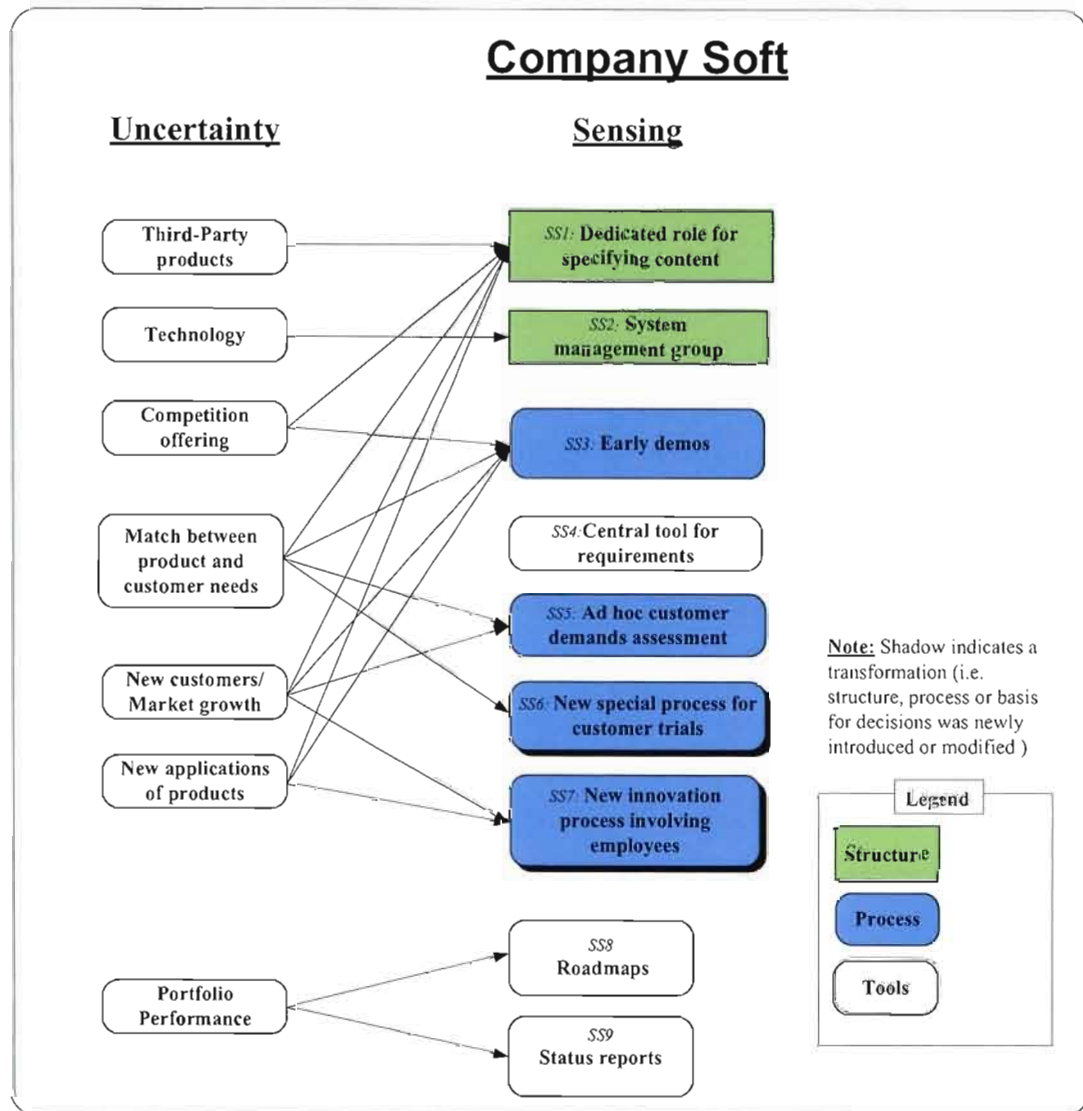 Company Soft
Uncertainty
Sensing
Third-Party
products
SS1: Dedicated role for
specifying content
Technology
SS2: System
management group
Competition
offering
SS3: Early demos
Match between
product and
customer needs
SS4:Central tool for
requirements
SS5: Ad hoc customer
demands assessment
New customers/
Market growth
SS6: New special process for
customer trials
New applications
of products
SS7: New innovation
process involving
employees
Note: Shadow indicates a
transformation (i.e.
structure, process or basis
for decisions was newly
introduced or modified )
Legend
Structure
Process
Tools
Portfolio
Performance
SS8
Roadmaps
SS9
Status reports